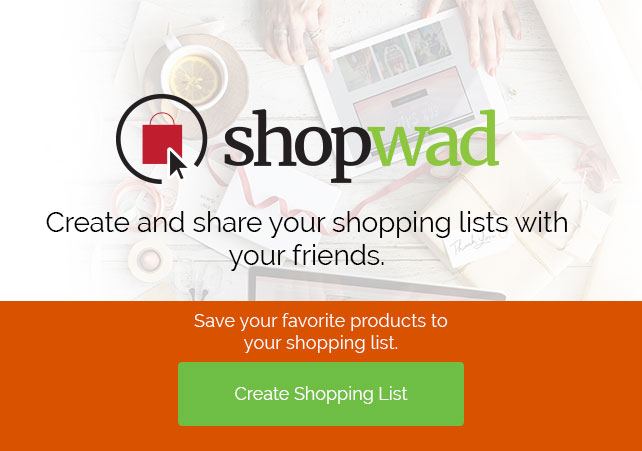 shopwad
Create and share your shopping lists with
your friends.
Save your favorite products to
your shopping list.
Create Shopping List